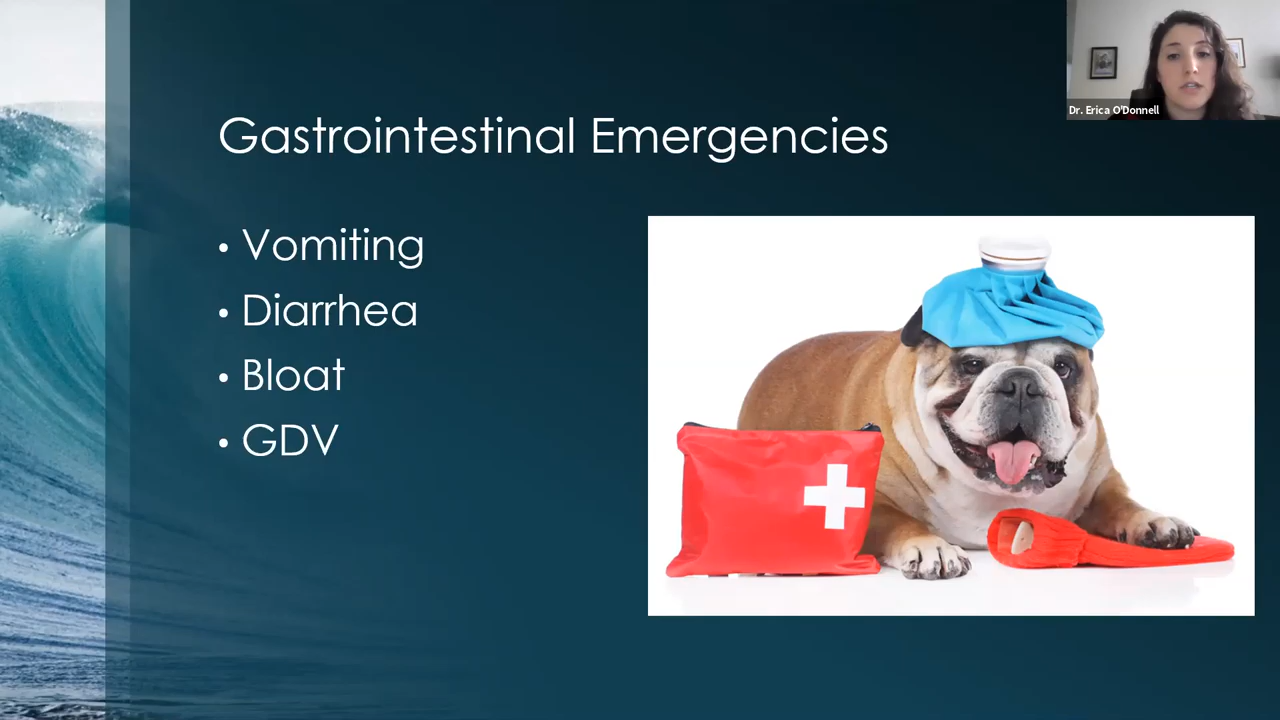 Gastrointestinal Emergencies
• Vomiting
• Diarrhea
• Bloat
• GDV
Dr. Erica O'Donnell